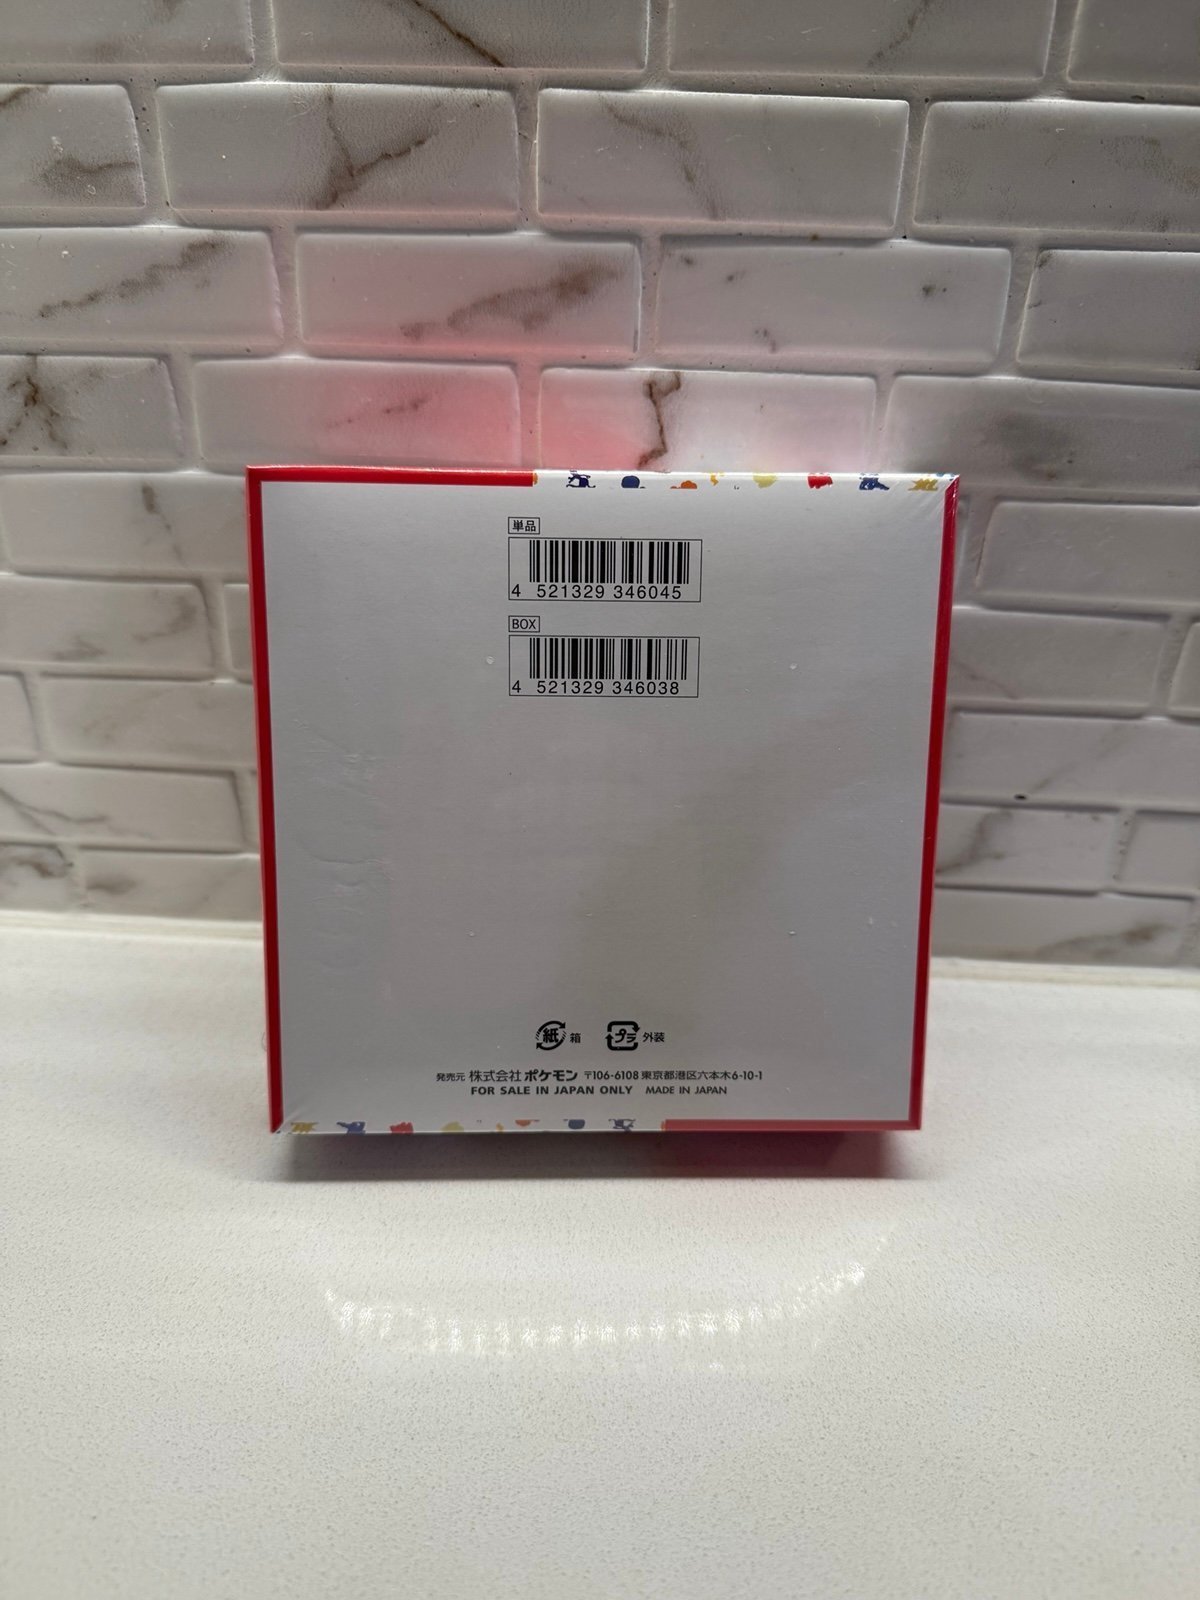 単品
4 521329 346045
BOX
4 521329 346038
紙 箱 プラ 外装
発売元 株式会社ポケモン 〒106-6108 東京都港区六本木6-10-1
FOR SALE IN JAPAN ONLY MADE IN JAPAN